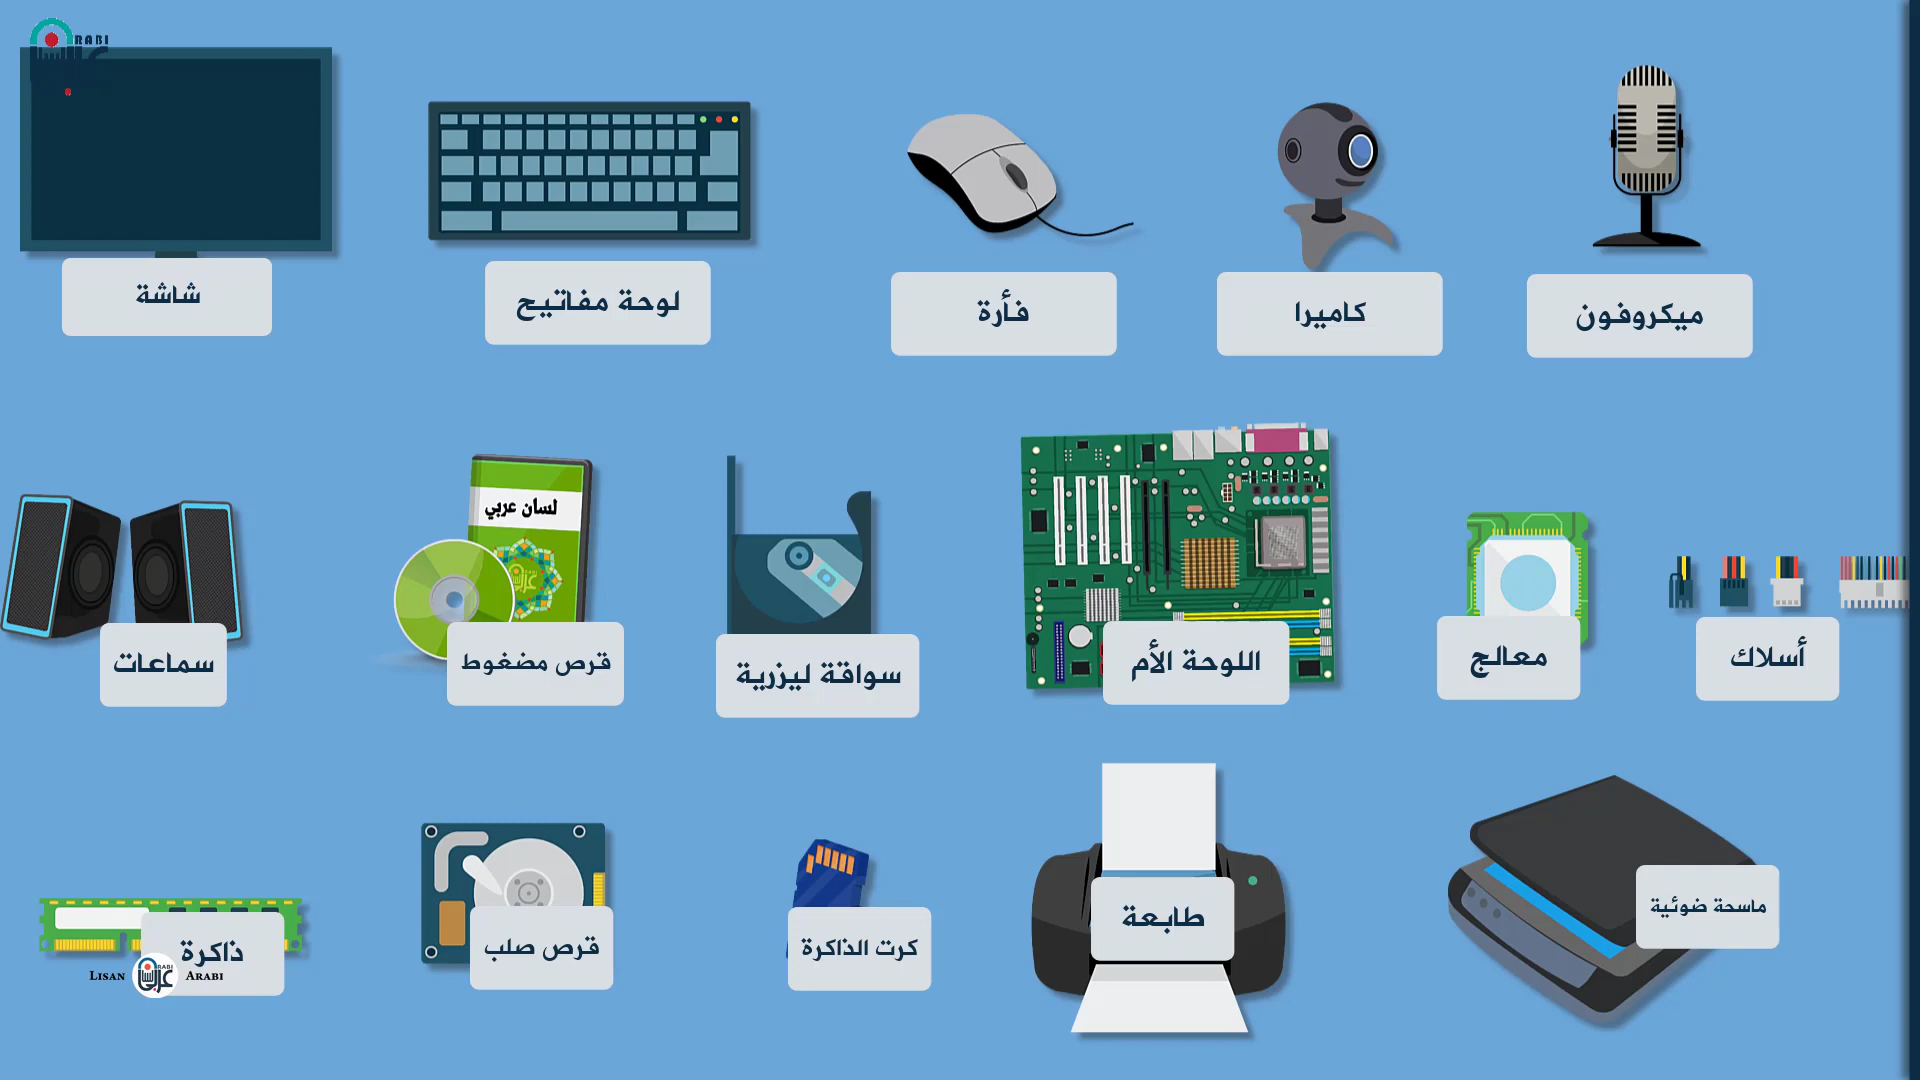 ARABI
شاشة
لوحة مفاتيح
فأرة
كاميرا
ميكروفون
لسان عربي
سماعات
قرص مضغوط
سواقة ليزرية
اللوحة الأم
معالج
أسلاك
ذاكرة
قرص صلب
كرت الذاكرة
طابعة
ماسحة ضوئية
LISAN ARABI